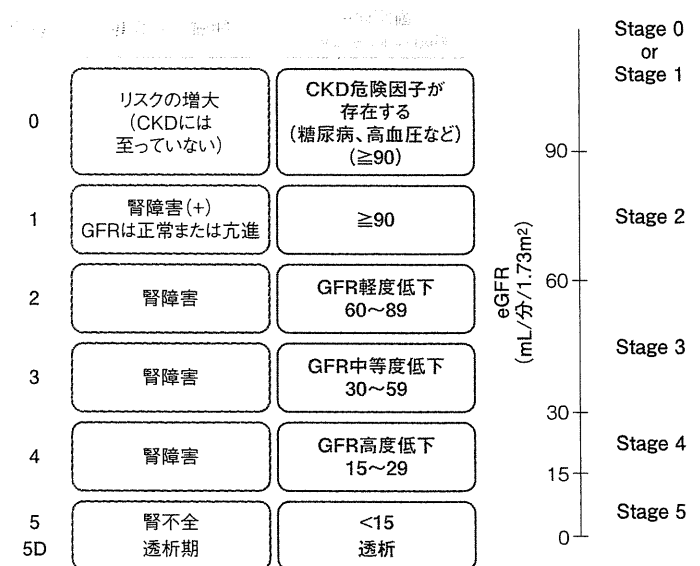 0
リスクの増大
(CKDには
至っていない)
CKD危険因子が
存在する
(糖尿病、高血圧など)
(≧90)
1
腎障害(+)
GFRは正常または亢進
≧90
2
腎障害
GFR軽度低下
60〜89
3
腎障害
GFR中等度低下
30〜59
4
腎障害
GFR高度低下
15〜29
5
腎不全
<15
5D
透析期
透析
eGFR
(mL/分/1.73m²)
90
60
30
15
0
Stage 0
or
Stage 1
Stage 2
Stage 3
Stage 4
Stage 5